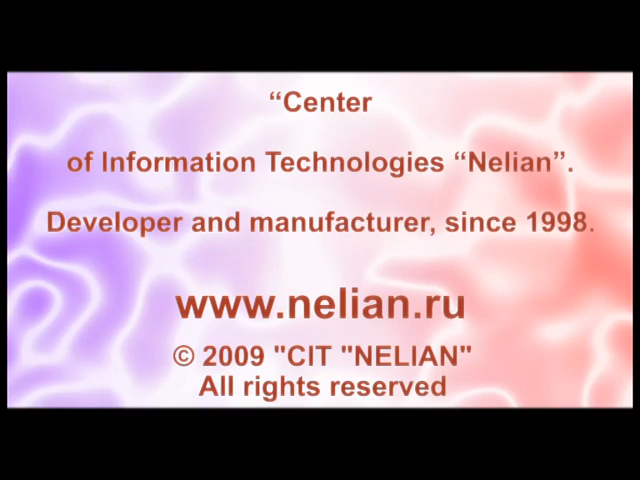 “Center
of Information Technologies “Nelian”.
Developer and manufacturer, since 1998.
www.nelian.ru
© 2009 "CIT "NELIAN"
All rights reserved